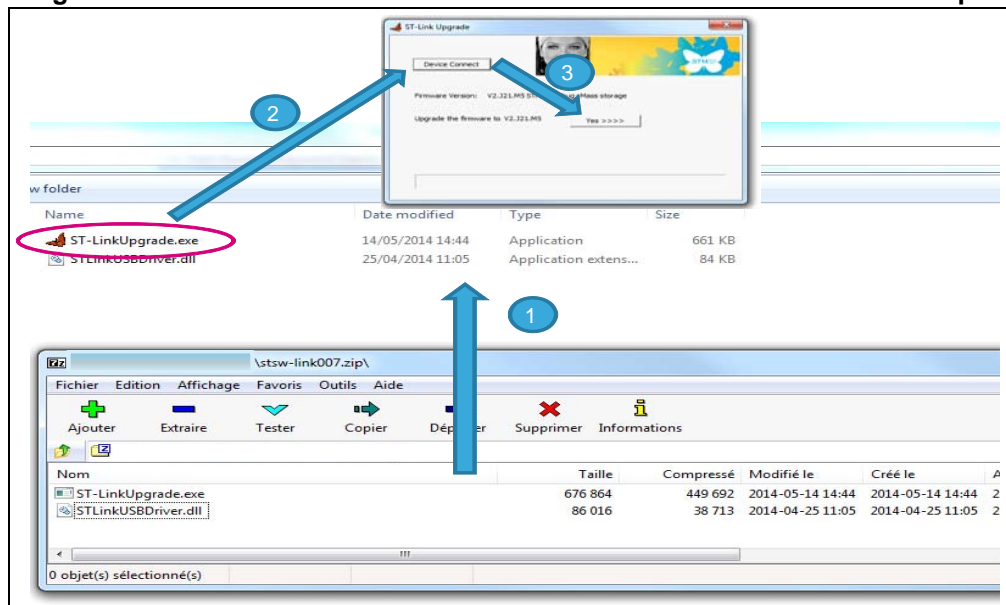 ST-Link Upgrade
Device Connect
3
Firmware Version: V2.J21.M5 Mass storage
2
Upgrade the firmware to V2.J21.M5 Yes >>>>
w folder
Name Date modified Type Size
ST-LinkUpgrade.exe 14/05/2014 14:44 Application 661 KB
STLinkUSBDriver.dll 25/04/2014 11:05 Application extens... 84 KB
1
\stsw-link007.zip\
Fichier Edition Affichage Favoris Outils Aide
Ajouter Extraire Tester Copier Supprimer Informations
Nom Taille Compressé Modifié le Créé le A
ST-LinkUpgrade.exe 676 864 449 692 2014-05-14 14:44 2014-05-14 14:44 2
STLinkUSBDriver.dll 86 016 38 713 2014-04-25 11:05 2014-04-25 11:05 2
0 objet(s) sélectionné(s)